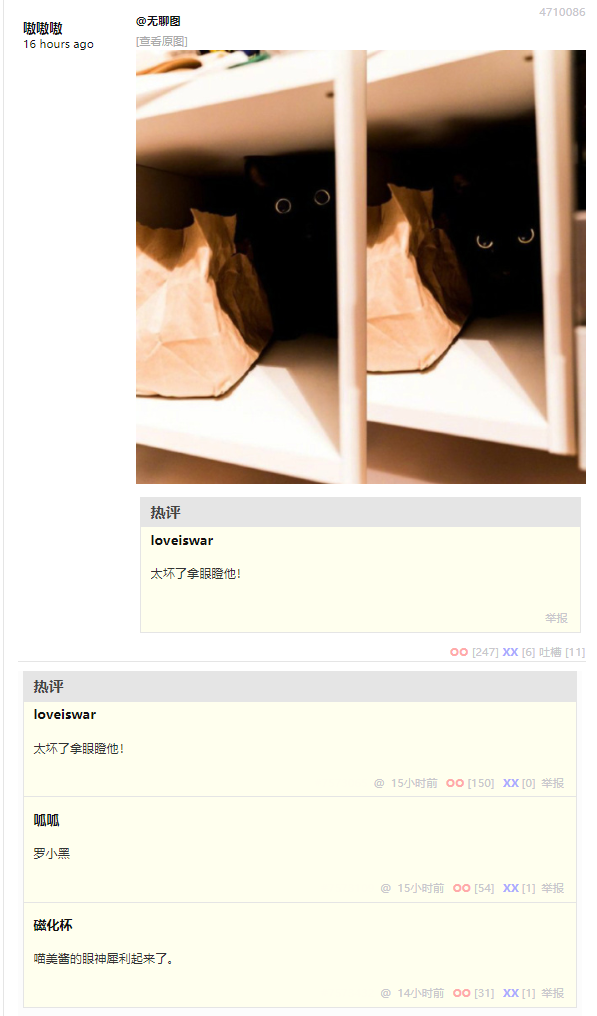 嗷嗷嗷
16 hours ago
@无聊图
4710086
[查看原图]
热评
loveiswar
太坏了拿眼瞪他！
举报
OO [247] XX [6] 吐槽 [11]
热评
loveiswar
太坏了拿眼瞪他！
@ 15小时前 OO [150] XX [0] 举报
呱呱
罗小黑
@ 15小时前 OO [54] XX [1] 举报
磁化杯
喵美酱的眼神犀利起来了。
@ 14小时前 OO [31] XX [1] 举报